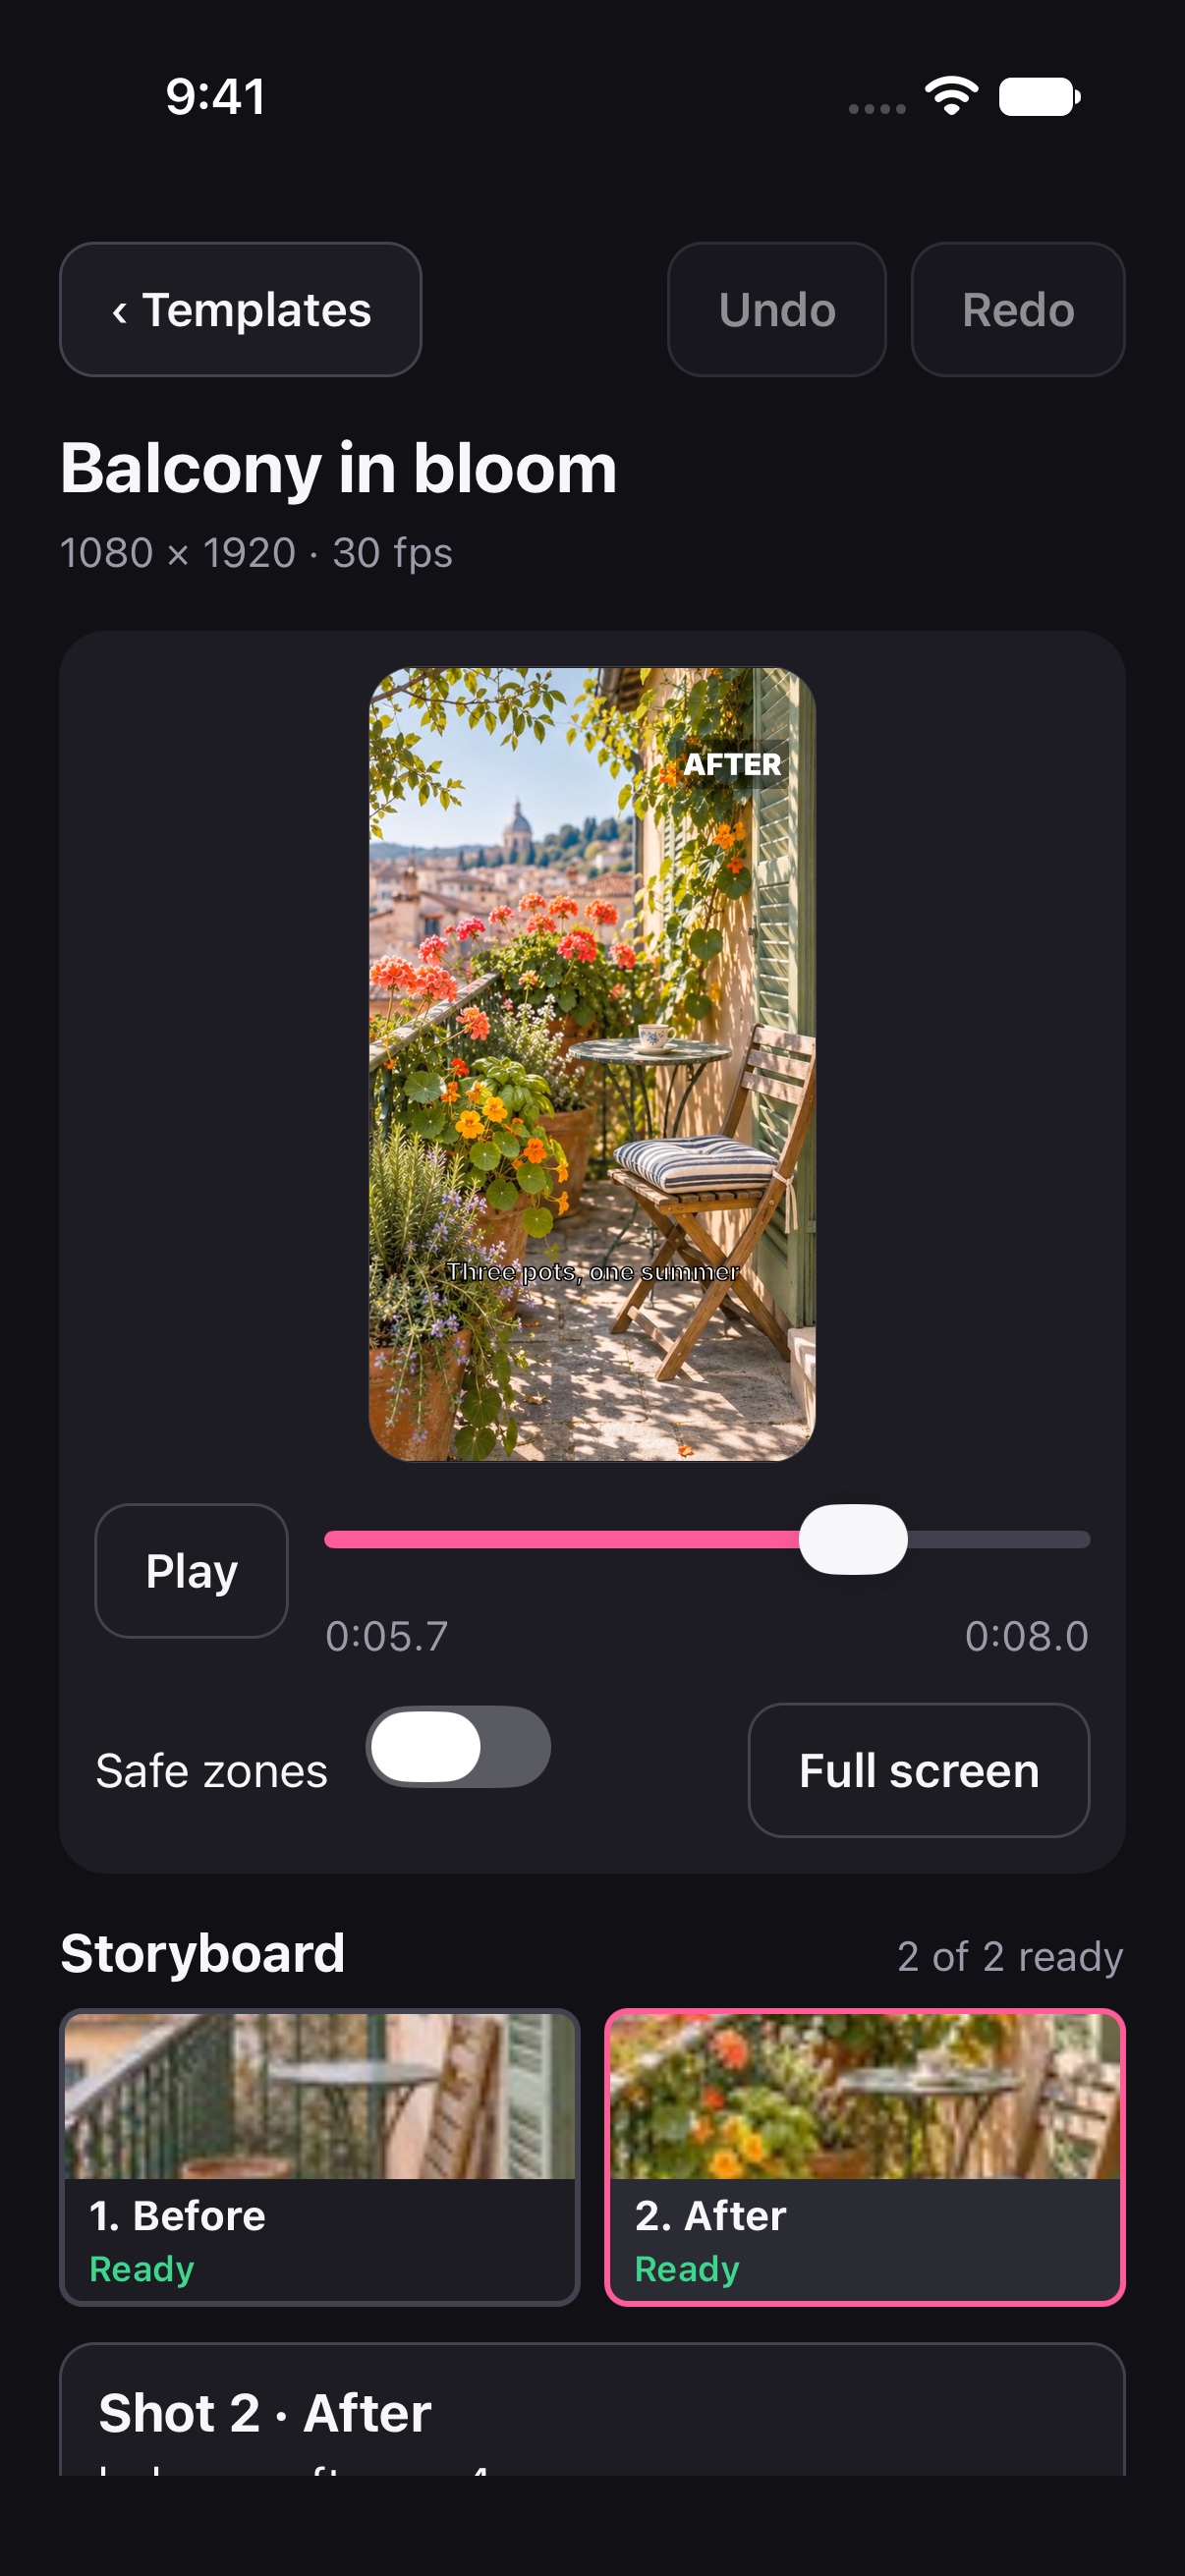 9:41
‹ Templates
Undo
Redo
Balcony in bloom
1080 × 1920 · 30 fps
AFTER
Three pots, one summer
Play
0:05.7
0:08.0
Safe zones
Full screen
Storyboard
2 of 2 ready
1. Before
Ready
2. After
Ready
Shot 2 · After